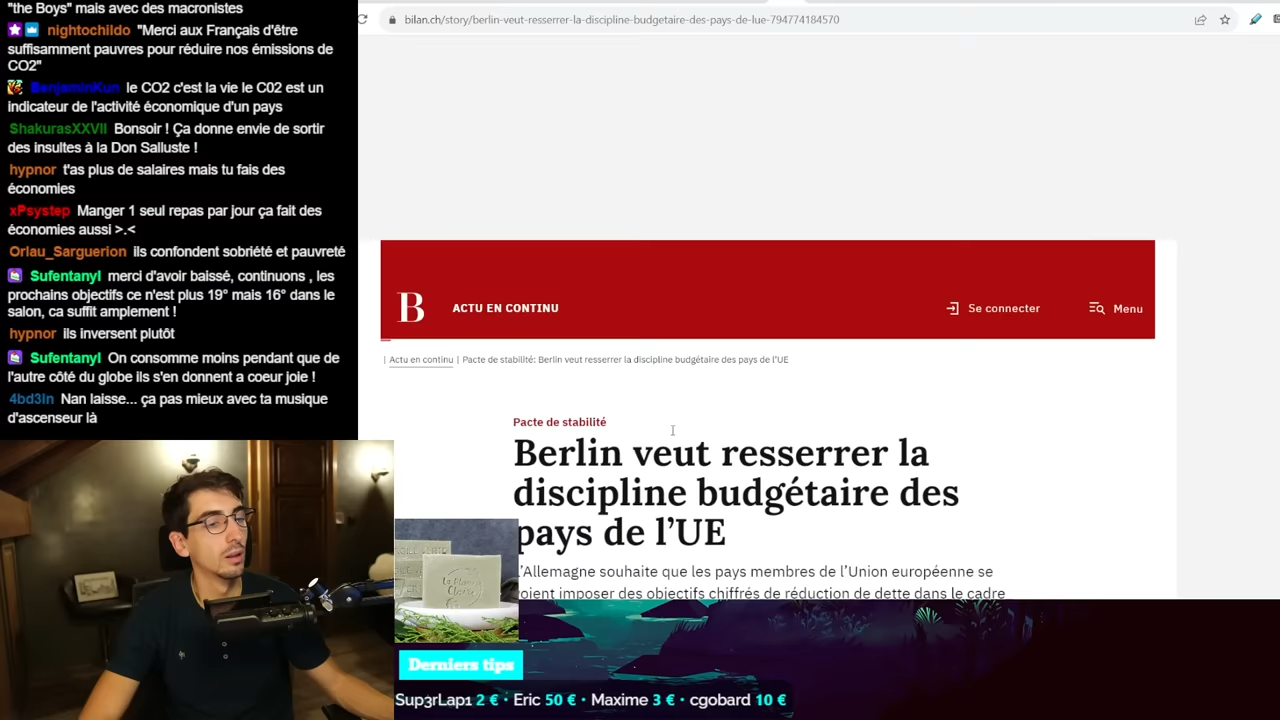 "the Boys" mais avec des macronistes
nightochildo "Merci aux Français d'être
suffisamment pauvres pour réduire nos émissions de
CO2"
BenjaminKun le CO2 c'est la vie le C02 est un
indicateur de l'activité économique d'un pays
ShakurasXXVII Bonsoir ! Ça donne envie de sortir
des insultes à la Don Salluste !
hypnor t'as plus de salaires mais tu fais des
économies
xPsystep Manger 1 seul repas par jour ça fait des
économies aussi >.<
Orlau_Sarguerion ils confondent sobriété et pauvreté
Sufentanyl merci d'avoir baissé, continuons , les
prochains objectifs ce n'est plus 19° mais 16° dans le
salon, ca suffit amplement !
hypnor ils inversent plutôt
Sufentanyl On consomme moins pendant que de
l'autre côté du globe ils s'en donnent a coeur joie !
4bd3In Nan laisse... ça pas mieux avec ta musique
d'ascenseur là
bilan.ch/story/berlin-veut-resserrer-la-discipline-budgetaire-des-pays-de-lue-794774184570
B ACTU EN CONTINU Se connecter Menu
| Actu en continu | Pacte de stabilité: Berlin veut resserrer la discipline budgétaire des pays de l'UE
Pacte de stabilité
Berlin veut resserrer la
discipline budgétaire des
pays de l'UE
L'Allemagne souhaite que les pays membres de l'Union européenne se
voient imposer des objectifs chiffrés de réduction de dette dans le cadre
Derniers tips
Sup3rLap1 2 € · Eric 50 € · Maxime 3 € · cgobard 10 €